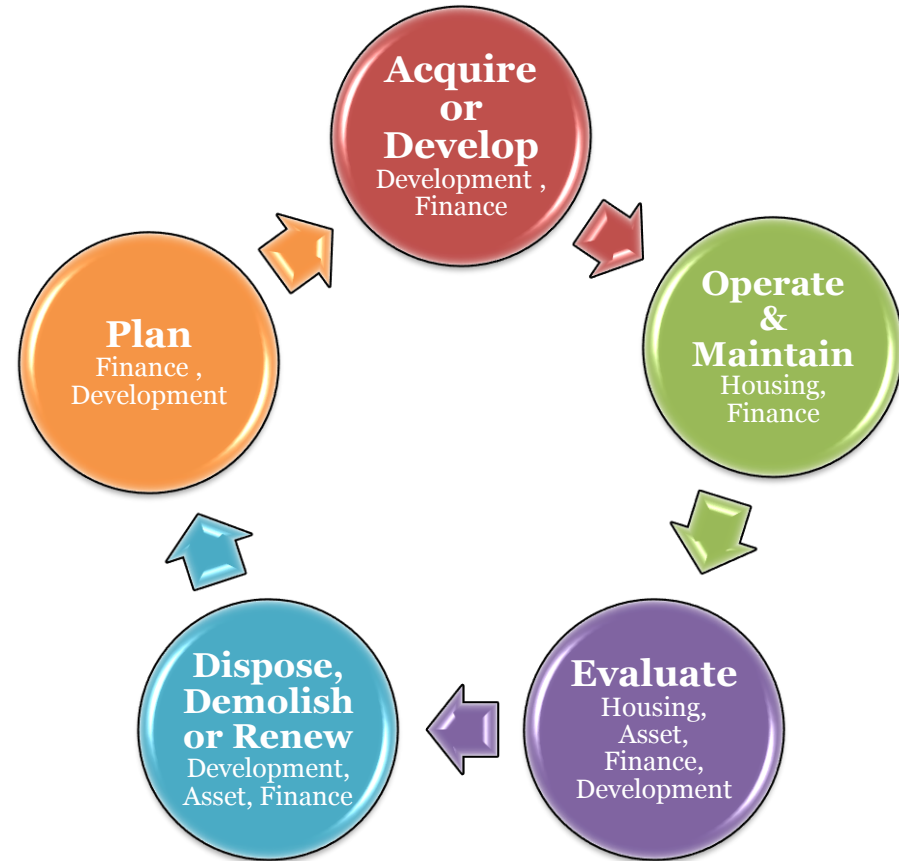 Acquire
or
Develop
Development ,
Finance
Operate
&
Maintain
Housing,
Finance
Evaluate
Housing,
Asset,
Finance,
Development
Dispose,
Demolish
or Renew
Development,
Asset, Finance
Plan
Finance ,
Development